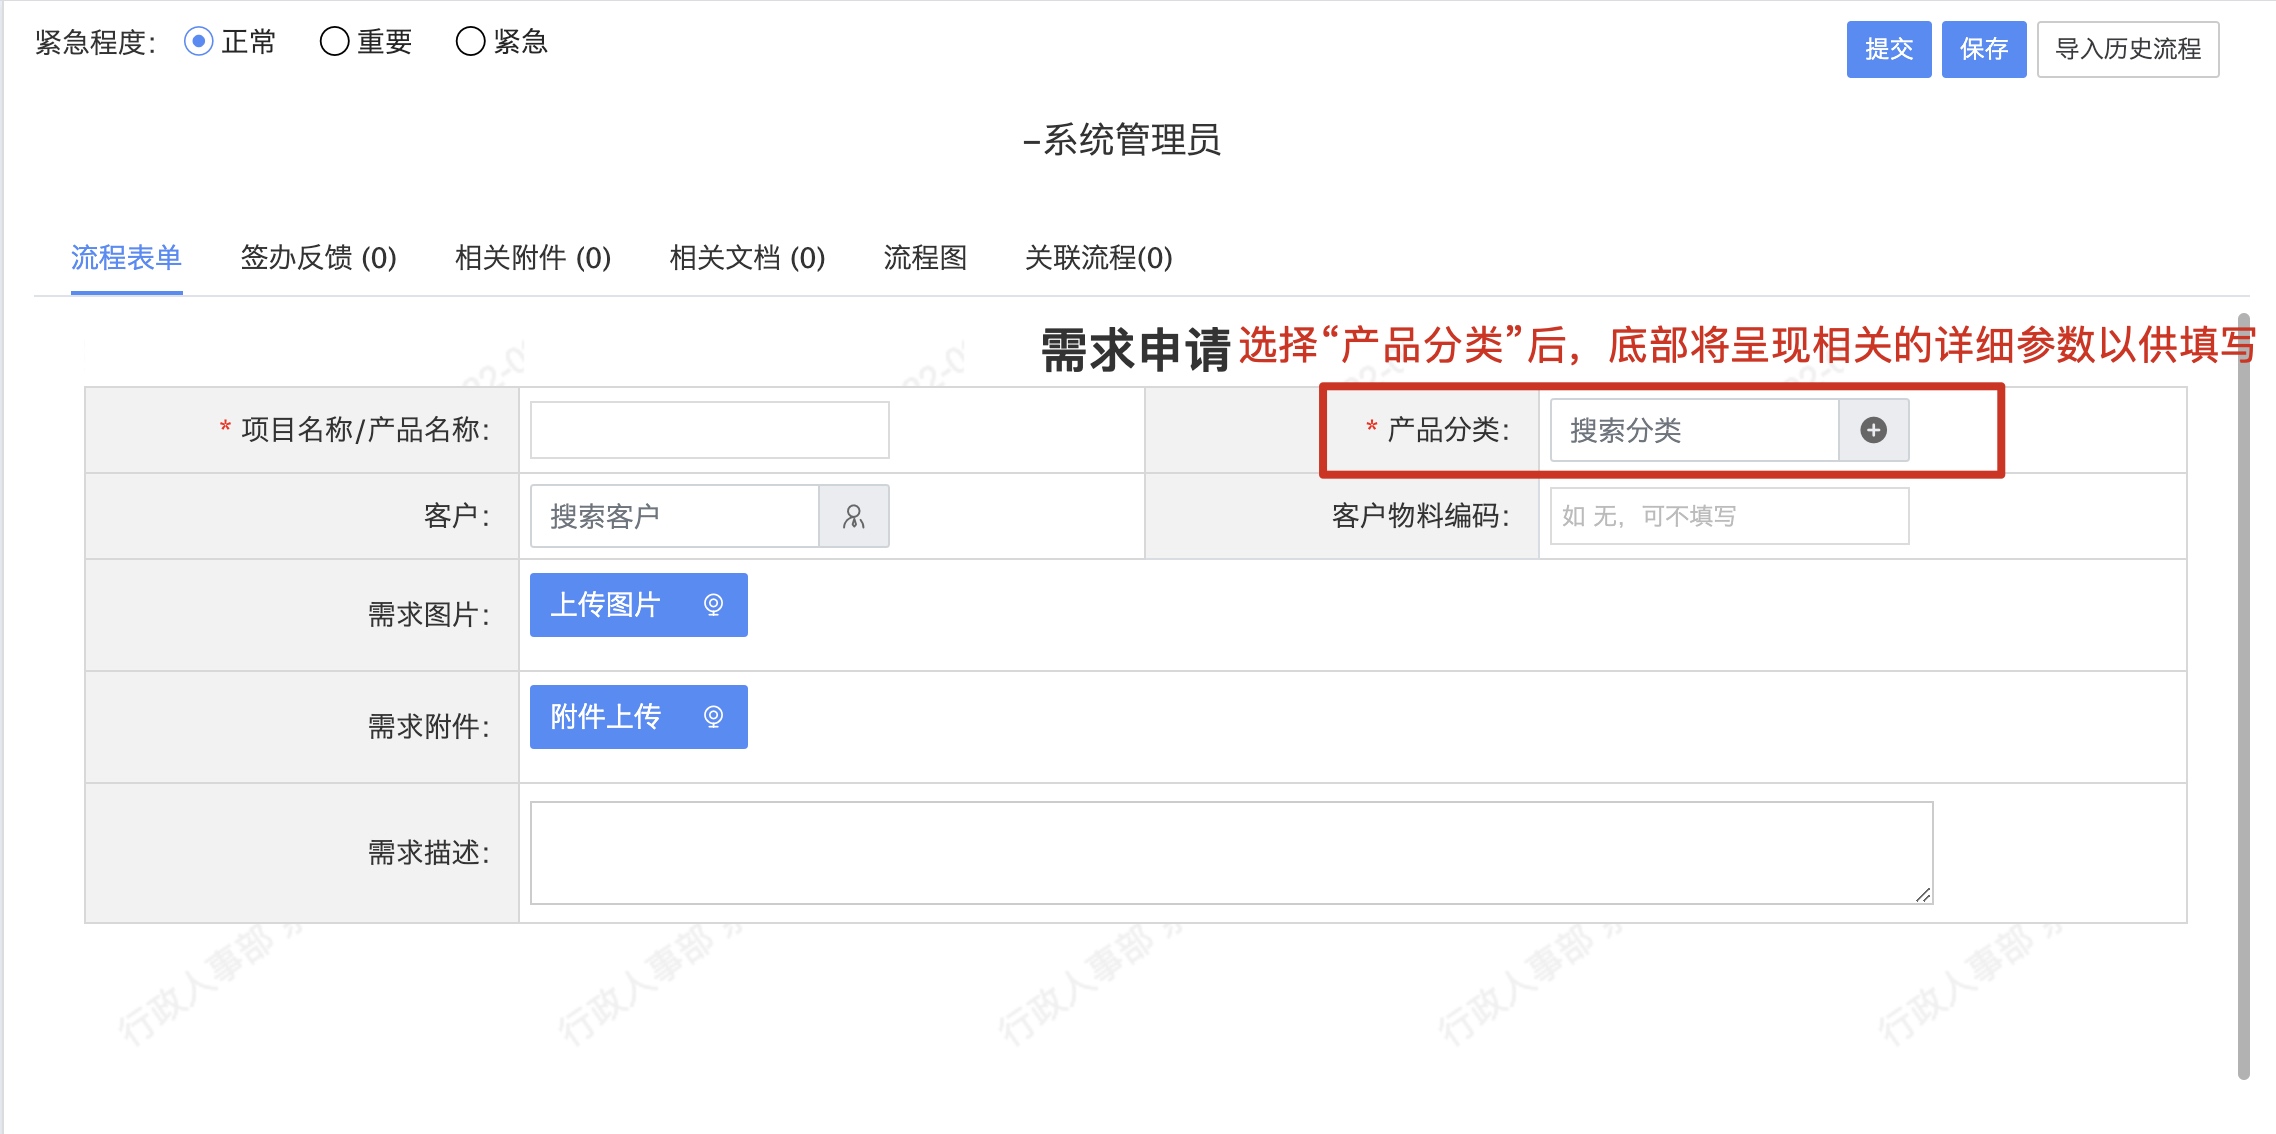 紧急程度： 正常 重要 紧急 提交 保存 导入历史流程
–系统管理员
流程表单 签办反馈 (0) 相关附件 (0) 相关文档 (0) 流程图 关联流程(0)
需求申请 选择“产品分类”后，底部将呈现相关的详细参数以供填写
* 项目名称/产品名称： * 产品分类： 搜索分类
客户： 搜索客户 客户物料编码： 如 无，可不填写
需求图片： 上传图片
需求附件： 附件上传
需求描述：
行政人事部 行政人事部 行政人事部 行政人事部 行政人事部